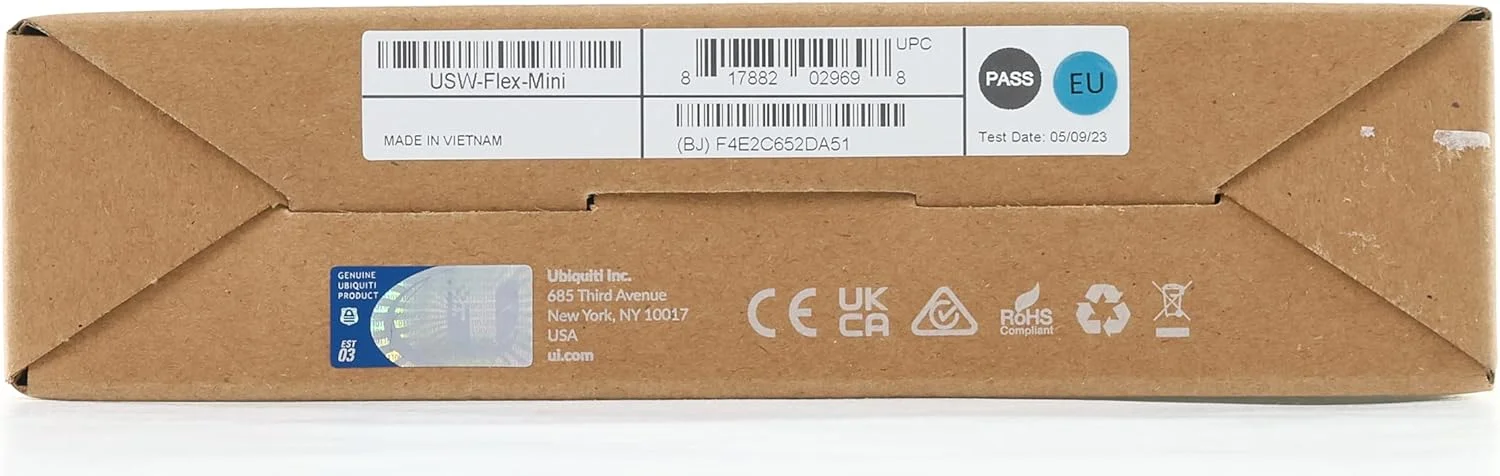 USW-Flex-Mini
MADE IN VIETNAM
UPC
8 17882 02969 8
(BJ) F4E2C652DA51
PASS
EU
Test Date: 05/09/23
GENUINE
UBIQUITI
PRODUCT
EST
03
Ubiquiti Inc.
685 Third Avenue
New York, NY 10017
USA
ui.com
CE
UK
CA
RoHS
Compliant